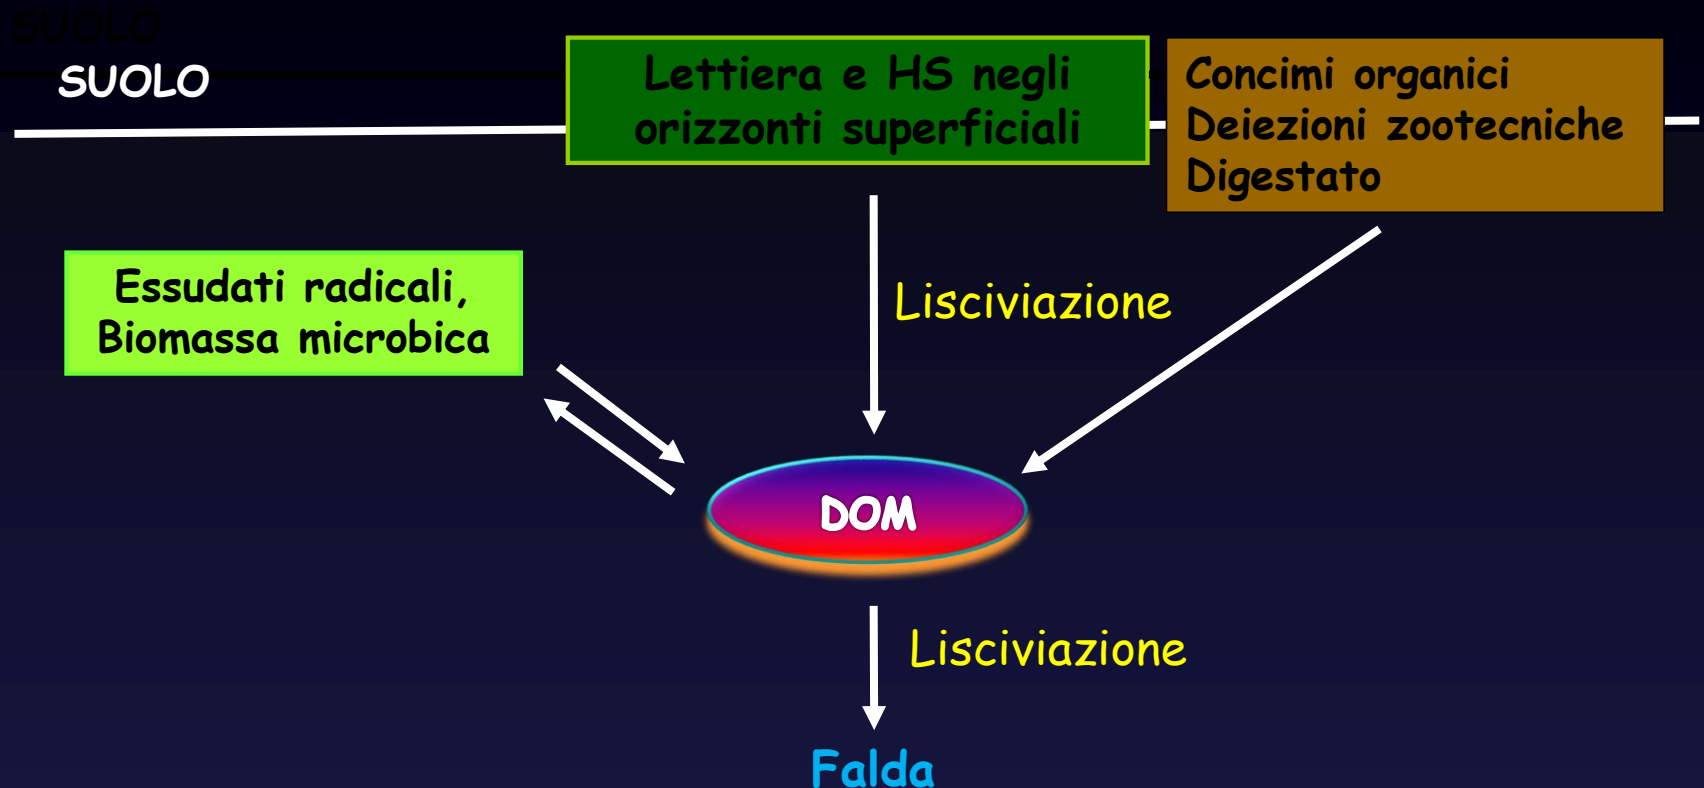 SUOLO
SUOLO
Lettiera e HS negli
orizzonti superficiali
Concimi organici
Deiezioni zootecniche
Digestato
Essudati radicali,
Biomassa microbica
Lisciviazione
DOM
Lisciviazione
Falda